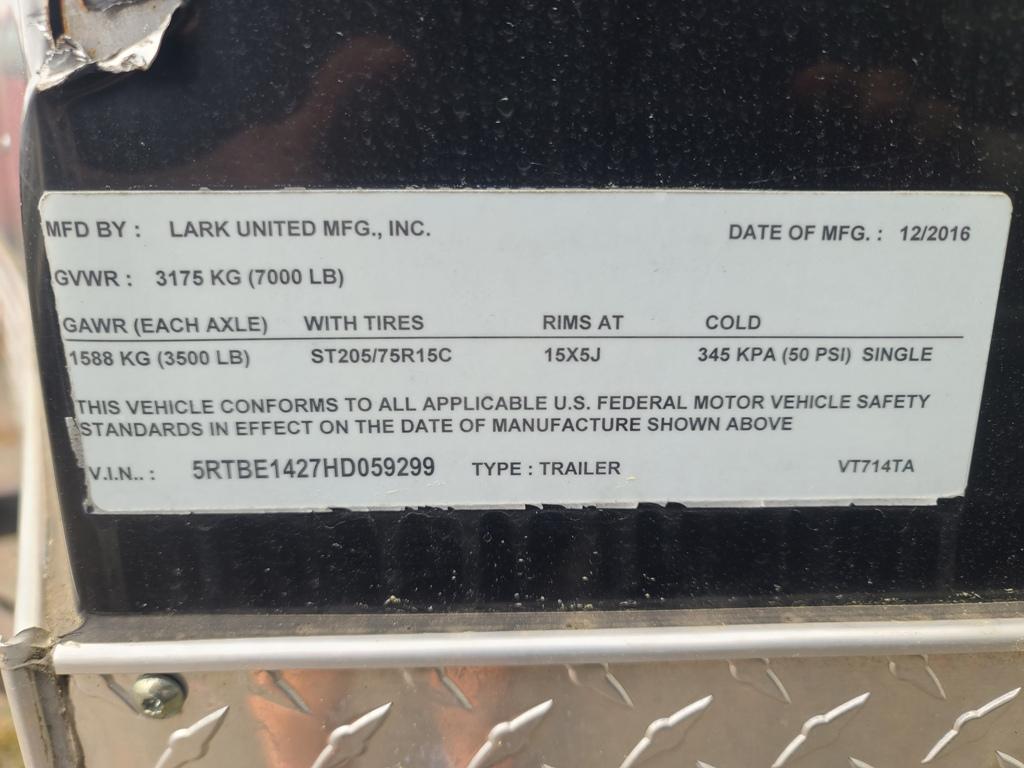 MFD BY : LARK UNITED MFG., INC. DATE OF MFG. : 12/2016
GVWR : 3175 KG (7000 LB)
GAWR (EACH AXLE) WITH TIRES RIMS AT COLD
1588 KG (3500 LB) ST205/75R15C 15X5J 345 KPA (50 PSI) SINGLE
THIS VEHICLE CONFORMS TO ALL APPLICABLE U.S. FEDERAL MOTOR VEHICLE SAFETY
STANDARDS IN EFFECT ON THE DATE OF MANUFACTURE SHOWN ABOVE
V.I.N.. : 5RTBE1427HD059299 TYPE : TRAILER VT714TA